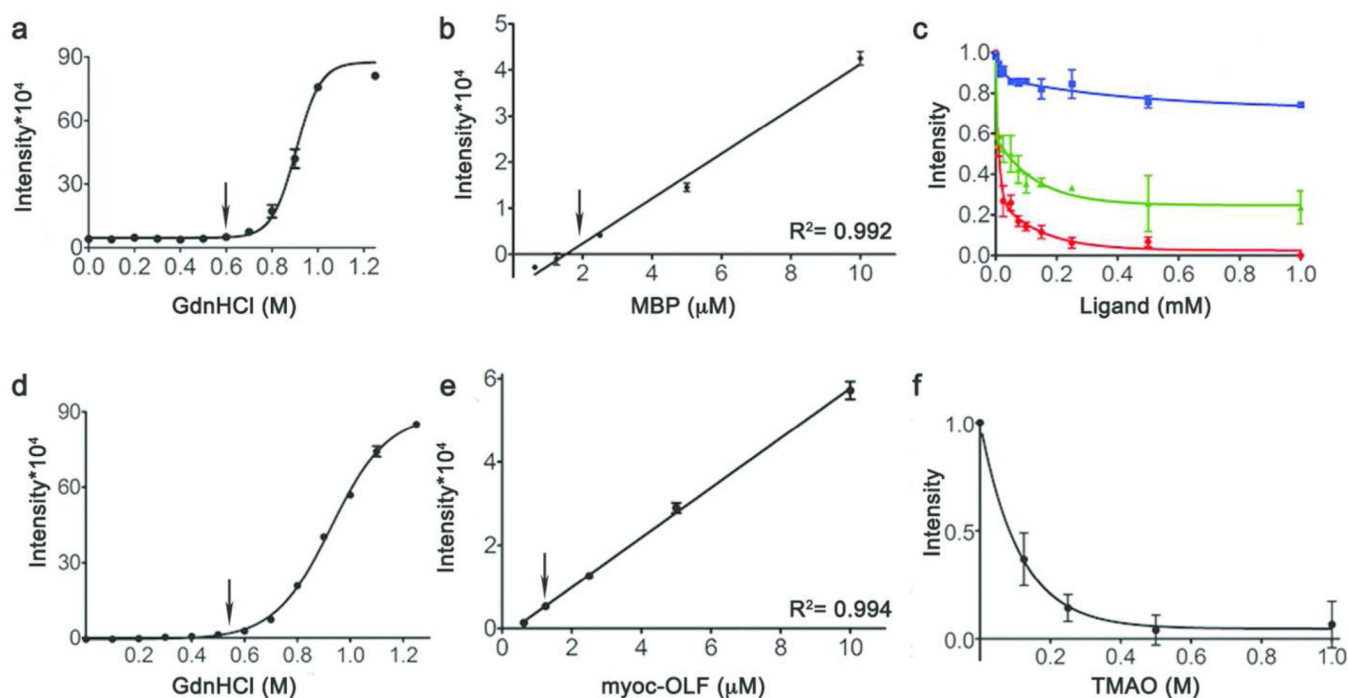 a
Intensity*10⁴
90
60
30
0
0.0 0.2 0.4 0.6 0.8 1.0 1.2
GdnHCl (M)
b
Intensity*10⁴
5
4
3
2
1
0
2 4 6 8 10
R²= 0.992
MBP (μM)
c
Intensity
1.0
0.8
0.6
0.4
0.2
0.0
0.0 0.2 0.4 0.6 0.8 1.0
Ligand (mM)
d
Intensity*10⁴
90
60
30
0
0.2 0.4 0.6 0.8 1.0 1.2
GdnHCl (M)
e
Intensity*10⁴
6
4
2
0
0 2 4 6 8 10
R²= 0.994
myoc-OLF (μM)
f
Intensity
1.0
0.5
0.0
0.2 0.4 0.6 0.8 1.0
TMAO (M)